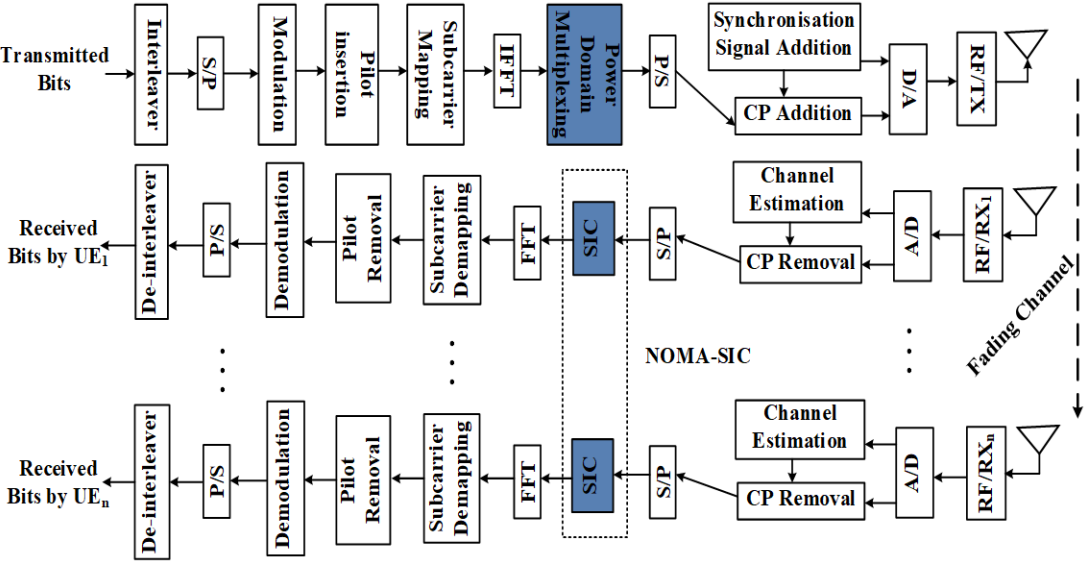 Transmitted
Bits
Interleaver
S/P
Modulation
Pilot
insertion
Subcarrier
Mapping
IFFT
Power
Domain
Multiplexing
P/S
Synchronisation
Signal Addition
CP Addition
D/A
RF/TX
Received
Bits by UE1
De-interleaver
P/S
Demodulation
Pilot
Removal
Subcarrier
Demapping
FFT
SIC
S/P
Channel
Estimation
CP Removal
A/D
RF/RX1
Fading Channel
NOMA-SIC
Received
Bits by UEn
De-interleaver
P/S
Demodulation
Pilot
Removal
Subcarrier
Demapping
FFT
SIC
S/P
Channel
Estimation
CP Removal
A/D
RF/RXn